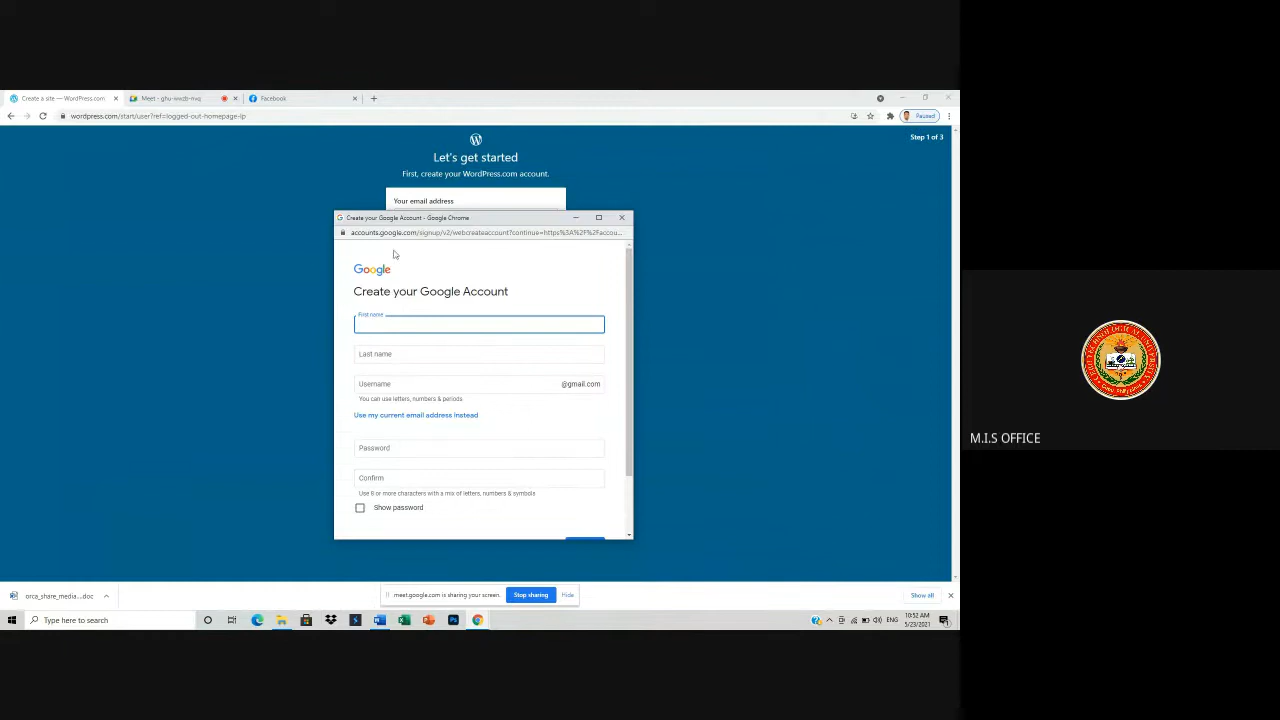 Create a site — WordPress.com
Meet - ghu-wwzb-nvq
Facebook
wordpress.com/start/user?ref=logged-out-homepage-lp
Paused
Step 1 of 3
Let's get started
First, create your WordPress.com account.
Your email address
Create your Google Account - Google Chrome
accounts.google.com/signup/v2/webcreateaccount?continue=https%3A%2F%2Faccou...
Google
Create your Google Account
First name
Last name
Username
@gmail.com
You can use letters, numbers & periods
Use my current email address instead
Password
Confirm
Use 8 or more characters with a mix of letters, numbers & symbols
Show password
M.I.S OFFICE
orca_share_media....doc
meet.google.com is sharing your screen.
Stop sharing
Hide
Show all
Type here to search
ENG
10:52 AM
5/23/2021